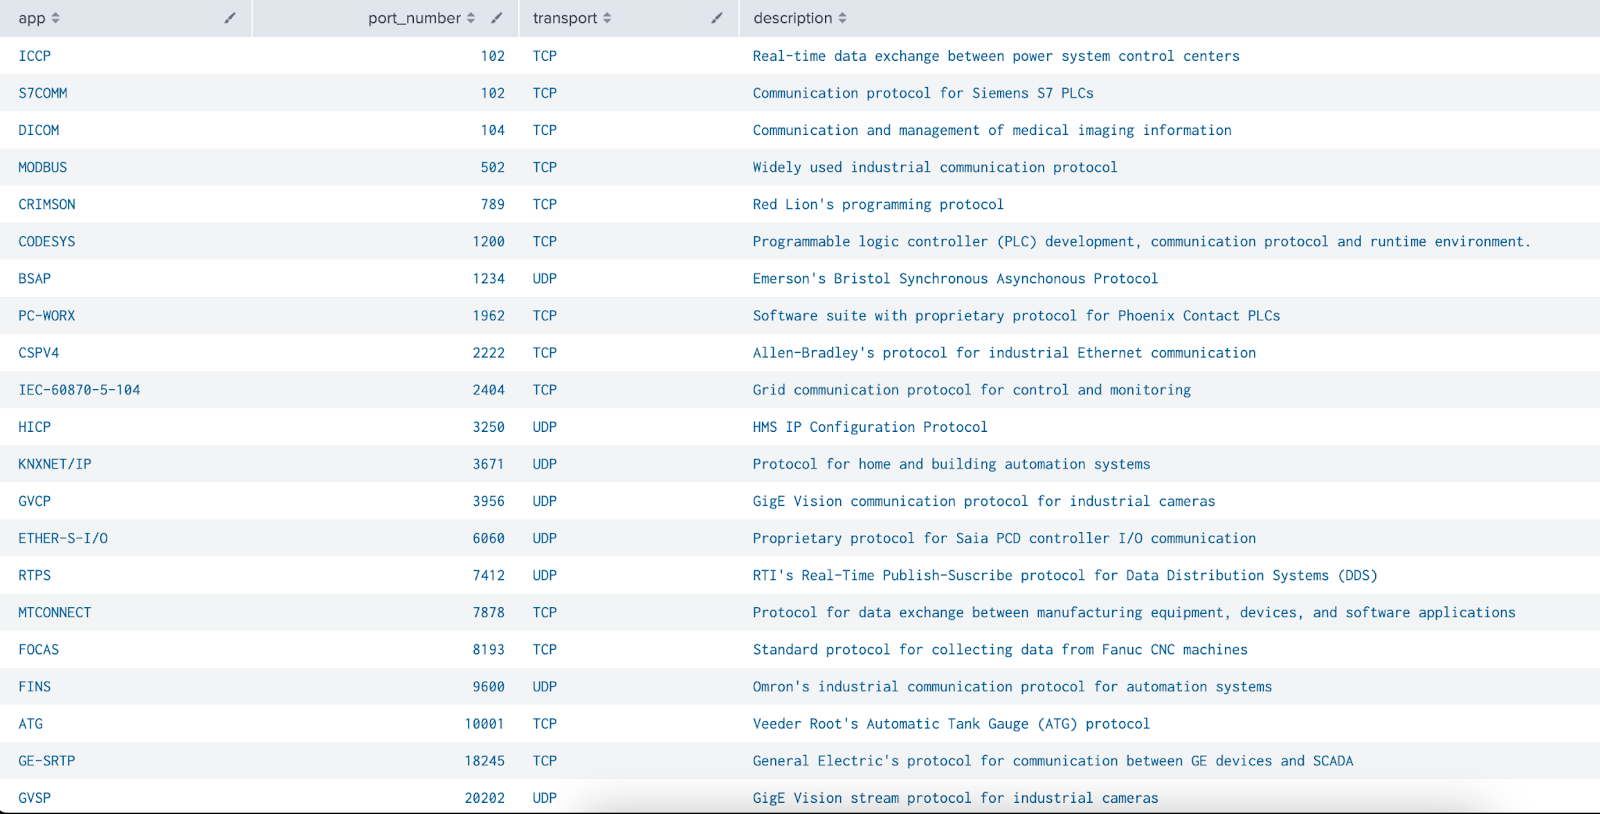 app port_number transport description
ICCP 102 TCP Real-time data exchange between power system control centers
S7COMM 102 TCP Communication protocol for Siemens S7 PLCs
DICOM 104 TCP Communication and management of medical imaging information
MODBUS 502 TCP Widely used industrial communication protocol
CRIMSON 789 TCP Red Lion's programming protocol
CODESYS 1200 TCP Programmable logic controller (PLC) development, communication protocol and runtime environment.
BSAP 1234 UDP Emerson's Bristol Synchronous Asynchonous Protocol
PC-WORX 1962 TCP Software suite with proprietary protocol for Phoenix Contact PLCs
CSPV4 2222 TCP Allen-Bradley's protocol for industrial Ethernet communication
IEC-60870-5-104 2404 TCP Grid communication protocol for control and monitoring
HICP 3250 UDP HMS IP Configuration Protocol
KNXNET/IP 3671 UDP Protocol for home and building automation systems
GVCP 3956 UDP GigE Vision communication protocol for industrial cameras
ETHER-S-I/O 6060 UDP Proprietary protocol for Saia PCD controller I/O communication
RTPS 7412 UDP RTI's Real-Time Publish-Suscribe protocol for Data Distribution Systems (DDS)
MTCONNECT 7878 TCP Protocol for data exchange between manufacturing equipment, devices, and software applications
FOCAS 8193 TCP Standard protocol for collecting data from Fanuc CNC machines
FINS 9600 UDP Omron's industrial communication protocol for automation systems
ATG 10001 TCP Veeder Root's Automatic Tank Gauge (ATG) protocol
GE-SRTP 18245 TCP General Electric's protocol for communication between GE devices and SCADA
GVSP 20202 UDP GigE Vision stream protocol for industrial cameras